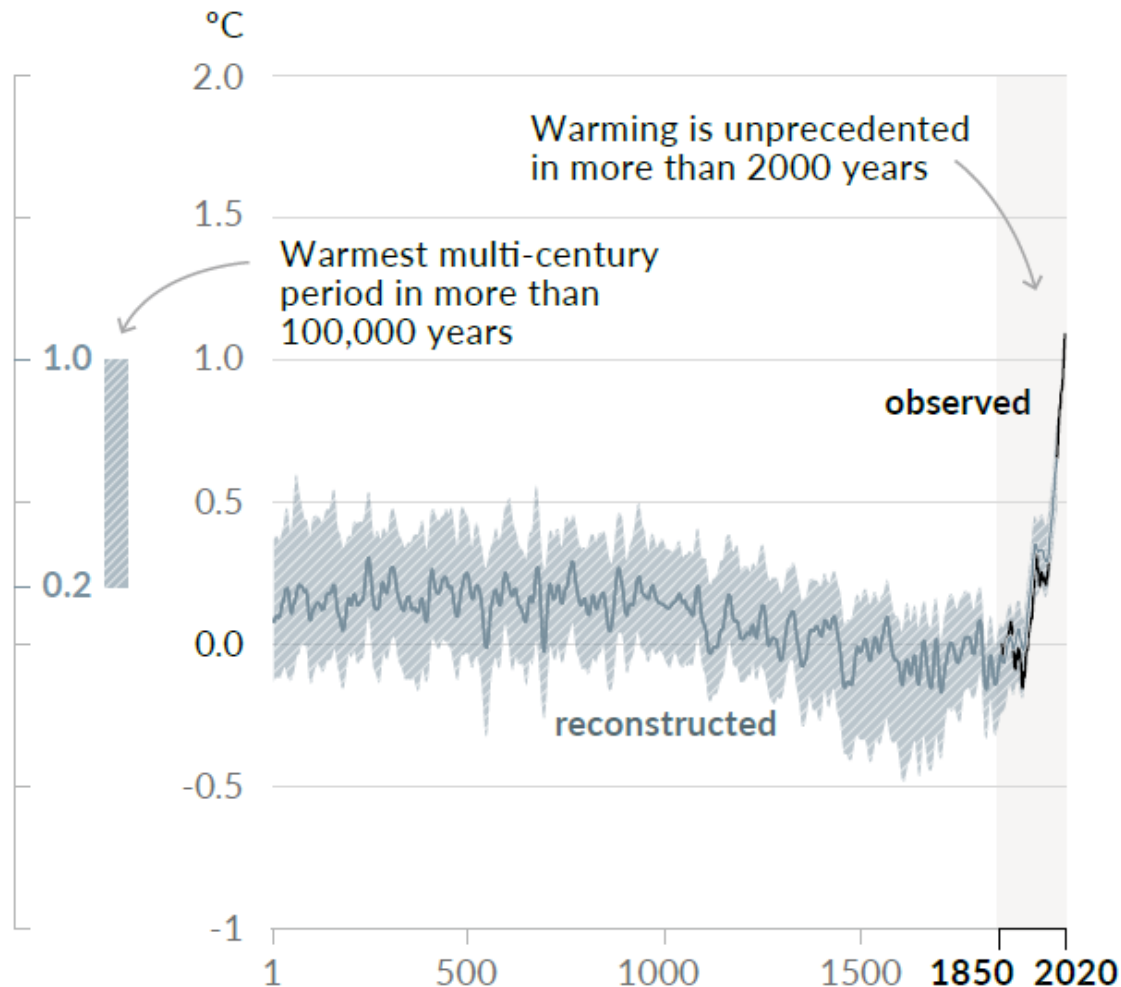 °C
2.0
Warming is unprecedented
in more than 2000 years
1.5
Warmest multi-century
period in more than
100,000 years
1.0
1.0
observed
0.5
0.2
0.0
reconstructed
-0.5
-1
1 500 1000 1500 1850 2020